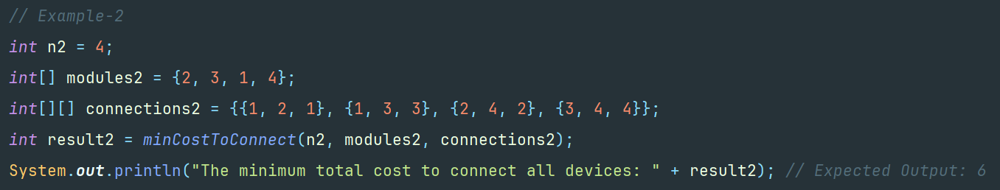 // Example-2
int n2 = 4;
int[] modules2 = {2, 3, 1, 4};
int[][] connections2 = {{1, 2, 1}, {1, 3, 3}, {2, 4, 2}, {3, 4, 4}};
int result2 = minCostToConnect(n2, modules2, connections2);
System.out.println("The minimum total cost to connect all devices: " + result2); // Expected Output: 6